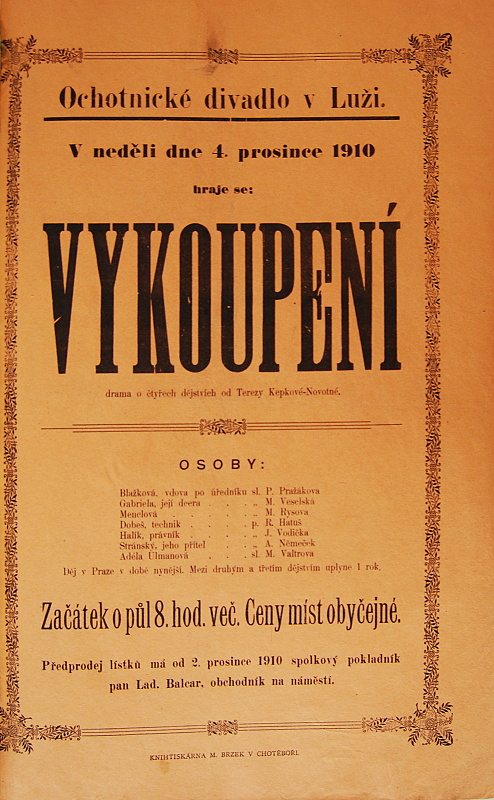 Ochotnické divadlo v Luži.
V neděli dne 4. prosince 1910
hraje se:
VYKOUPENÍ
drama o čtyřech dějstvích od Terezy Kepkové-Novotné.
OSOBY:
Blažková, vdova po úředníku sl. P. Pražákova
Gabriela, její dcera . . . . „ M. Veselská
Menclová . . . . . „ M. Rysova
Dobeš, technik . . . . . p. R. Hatuš
Halík, právník . . . . „ J. Vodička
Stránský, jeho přítel . . . „ A. Němeček
Adéla Ulmanová . . . . sl. M. Valtrova
Děj v Praze v době nynější. Mezi druhým a třetím dějstvím uplyne 1 rok.
Začátek o půl 8. hod. več. Ceny míst obyčejné.
Předprodej lístků má od 2. prosince 1910 spolkový pokladník
pan Lad. Balcar, obchodník na náměstí.
KNIHTISKÁRNA M. BRZEK V CHOTĚBOŘI.